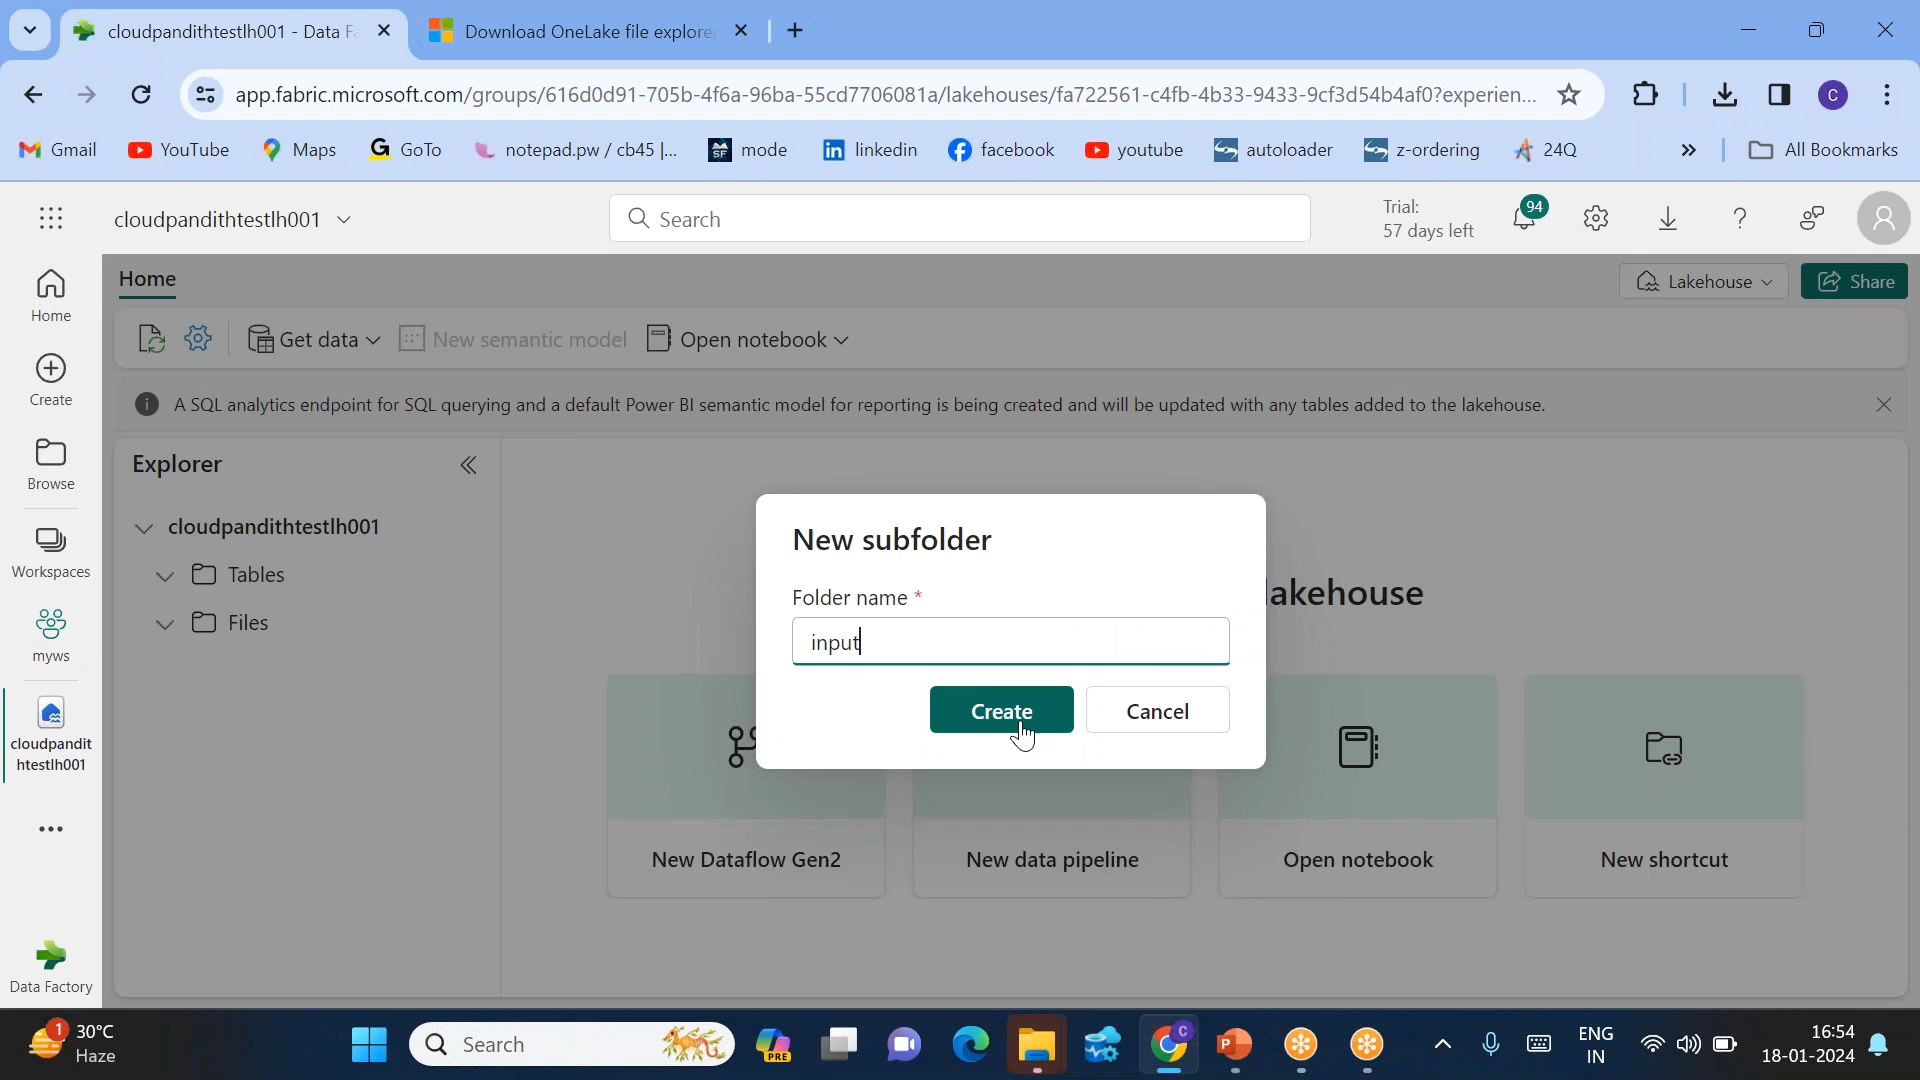 cloudpandithtestlh001 - Data Fa
Download OneLake file explorer
app.fabric.microsoft.com/groups/616d0d91-705b-4f6a-96ba-55cd7706081a/lakehouses/fa722561-c4fb-4b33-9433-9cf3d54b4af0?experien...
C
Gmail
YouTube
Maps
GoTo
notepad.pw / cb45 |...
mode
linkedin
facebook
youtube
autoloader
z-ordering
24Q
All Bookmarks
cloudpandithtestlh001
Search
Trial:
57 days left
94
Home
Create
Browse
Workspaces
myws
cloudpandit
htestlh001
Data Factory
Home
Lakehouse
Share
Get data
New semantic model
Open notebook
A SQL analytics endpoint for SQL querying and a default Power BI semantic model for reporting is being created and will be updated with any tables added to the lakehouse.
Explorer
cloudpandithtestlh001
Tables
Files
lakehouse
New subfolder
Folder name *
input
Create
Cancel
New Dataflow Gen2
New data pipeline
Open notebook
New shortcut
1
30°C
Haze
Search
PRE
C
ENG
IN
16:54
18-01-2024